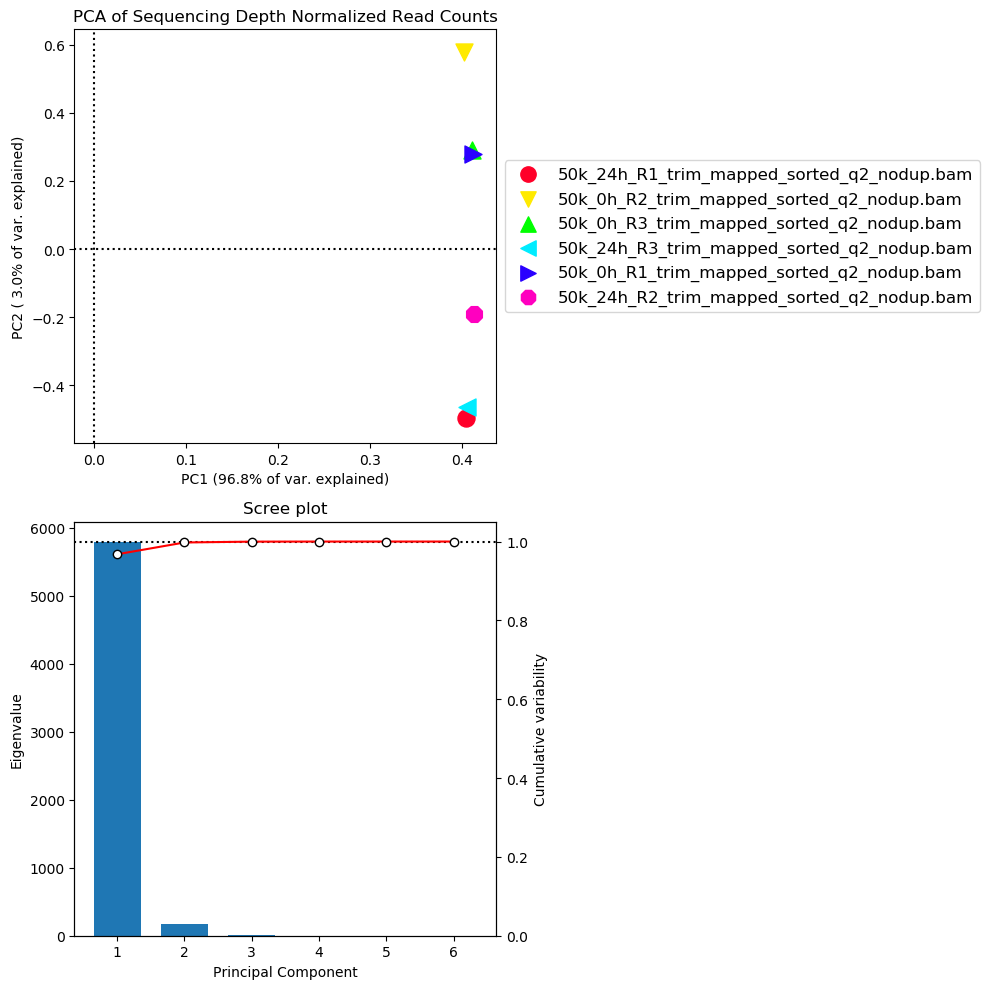 PCA of Sequencing Depth Normalized Read Counts
0.6
0.4
0.2
0.0
−0.2
−0.4
PC2 ( 3.0% of var. explained)
0.0 0.1 0.2 0.3 0.4
PC1 (96.8% of var. explained)
50k_24h_R1_trim_mapped_sorted_q2_nodup.bam
50k_0h_R2_trim_mapped_sorted_q2_nodup.bam
50k_0h_R3_trim_mapped_sorted_q2_nodup.bam
50k_24h_R3_trim_mapped_sorted_q2_nodup.bam
50k_0h_R1_trim_mapped_sorted_q2_nodup.bam
50k_24h_R2_trim_mapped_sorted_q2_nodup.bam
Scree plot
6000
5000
4000
3000
2000
1000
0
Eigenvalue
1.0
0.8
0.6
0.4
0.2
0.0
Cumulative variability
1 2 3 4 5 6
Principal Component